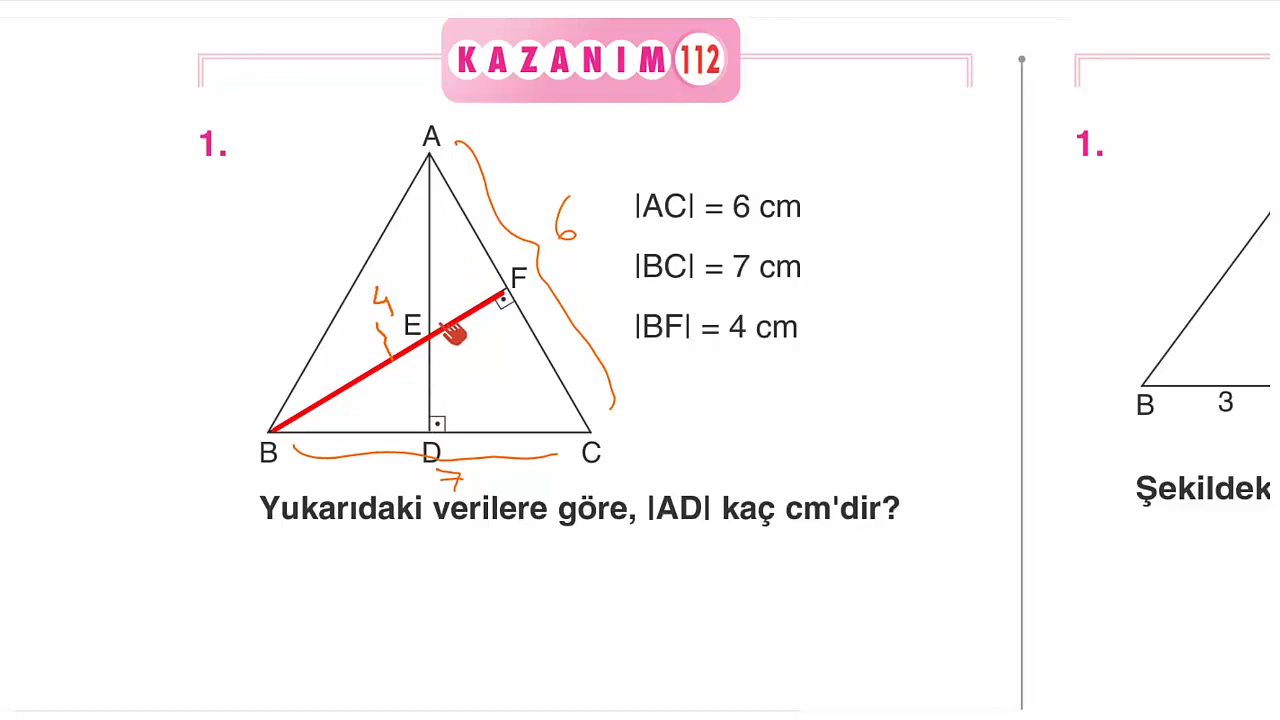 KAZANIM 112
1.
A
6
|AC| = 6 cm
|BC| = 7 cm
|BF| = 4 cm
F
4
E
B
D
C
7
Yukarıdaki verilere göre, |AD| kaç cm'dir?
1.
B
3
Şekildek